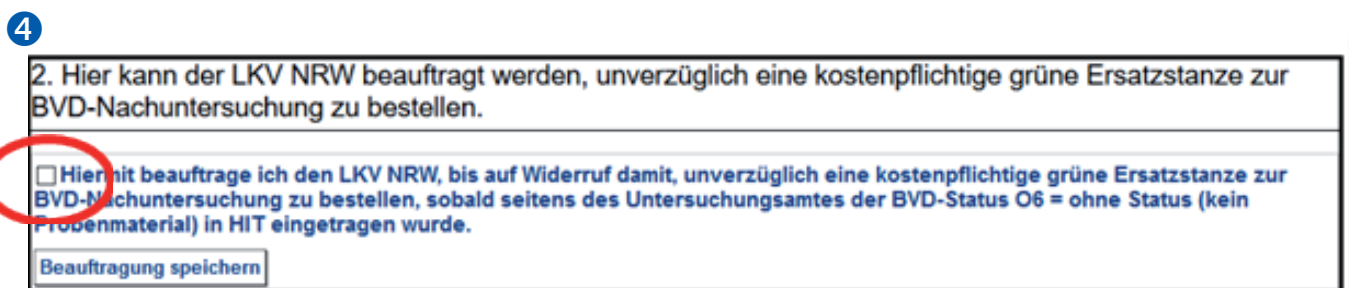 4
2. Hier kann der LKV NRW beauftragt werden, unverzüglich eine kostenpflichtige grüne Ersatzstanze zur
BVD-Nachuntersuchung zu bestellen.
Hiermit beauftrage ich den LKV NRW, bis auf Widerruf damit, unverzüglich eine kostenpflichtige grüne Ersatzstanze zur
BVD-Nachuntersuchung zu bestellen, sobald seitens des Untersuchungsamtes der BVD-Status O6 = ohne Status (kein
Probenmaterial) in HIT eingetragen wurde.
Beauftragung speichern